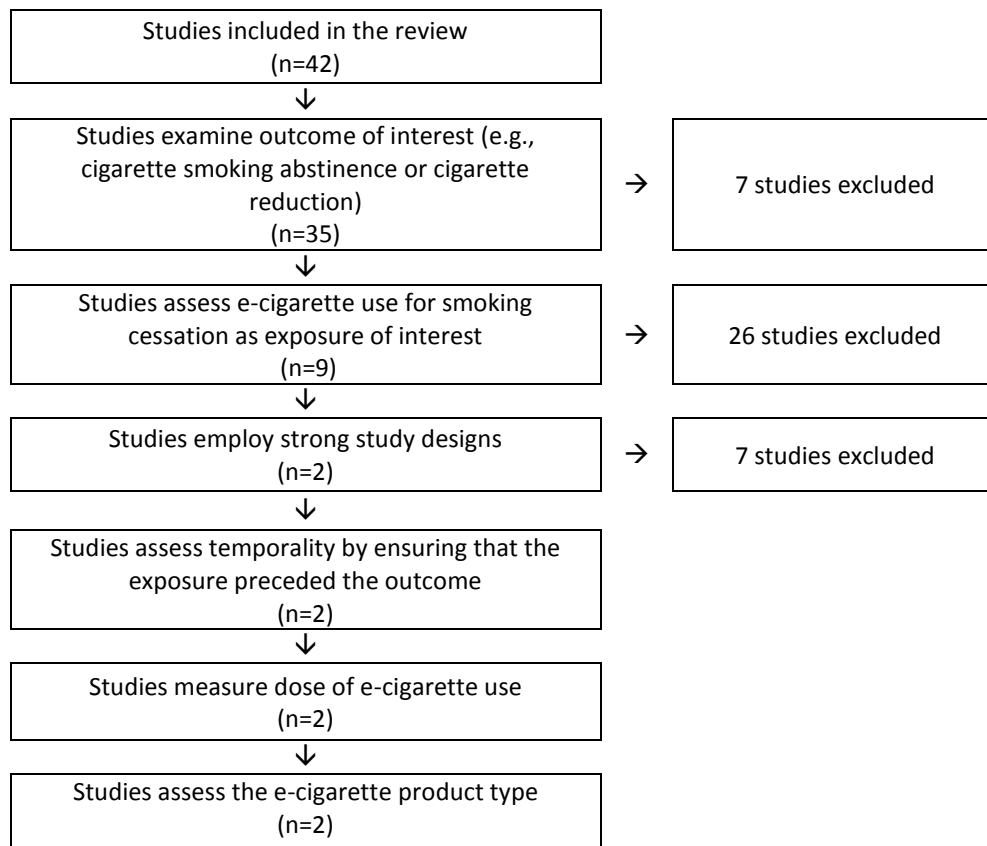 Studies included in the review
(n=42)
↓
Studies examine outcome of interest (e.g.,
cigarette smoking abstinence or cigarette
reduction)
(n=35)
→
7 studies excluded
↓
Studies assess e-cigarette use for smoking
cessation as exposure of interest
(n=9)
→
26 studies excluded
↓
Studies employ strong study designs
(n=2)
→
7 studies excluded
↓
Studies assess temporality by ensuring that the
exposure preceded the outcome
(n=2)
↓
Studies measure dose of e-cigarette use
(n=2)
↓
Studies assess the e-cigarette product type
(n=2)